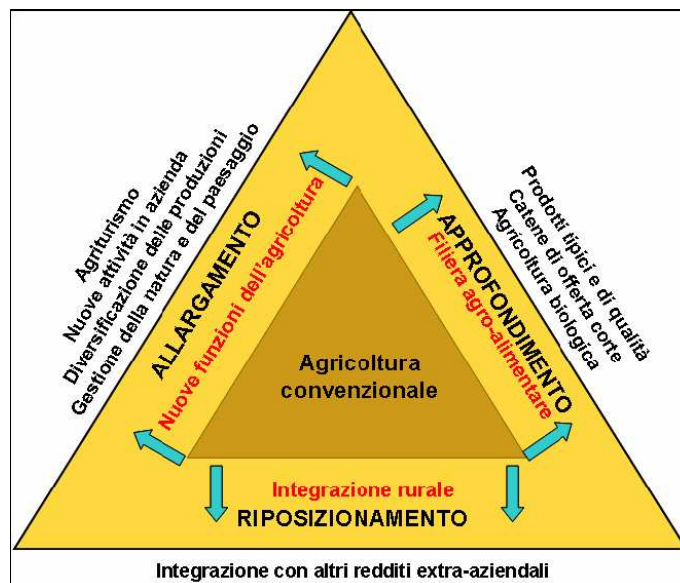 Agriturismo
Nuove attività in azienda
Diversificazione delle produzioni
Gestione della natura e del paesaggio
ALLARGAMENTO
Nuove funzioni dell'agricoltura
Prodotti tipici e di qualità
Catene di offerta corte
Agricoltura biologica
APPROFONDIMENTO
Filiera agro-alimentare
Agricoltura
convenzionale
Integrazione rurale
RIPOSIZIONAMENTO
Integrazione con altri redditi extra-aziendali